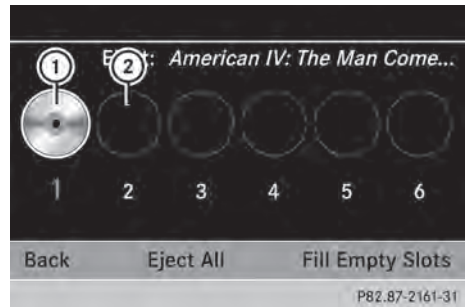 1 2
American IV: The Man Come...
1 2 3 4 5 6
Back Eject All Fill Empty Slots
P82.87-2161-31